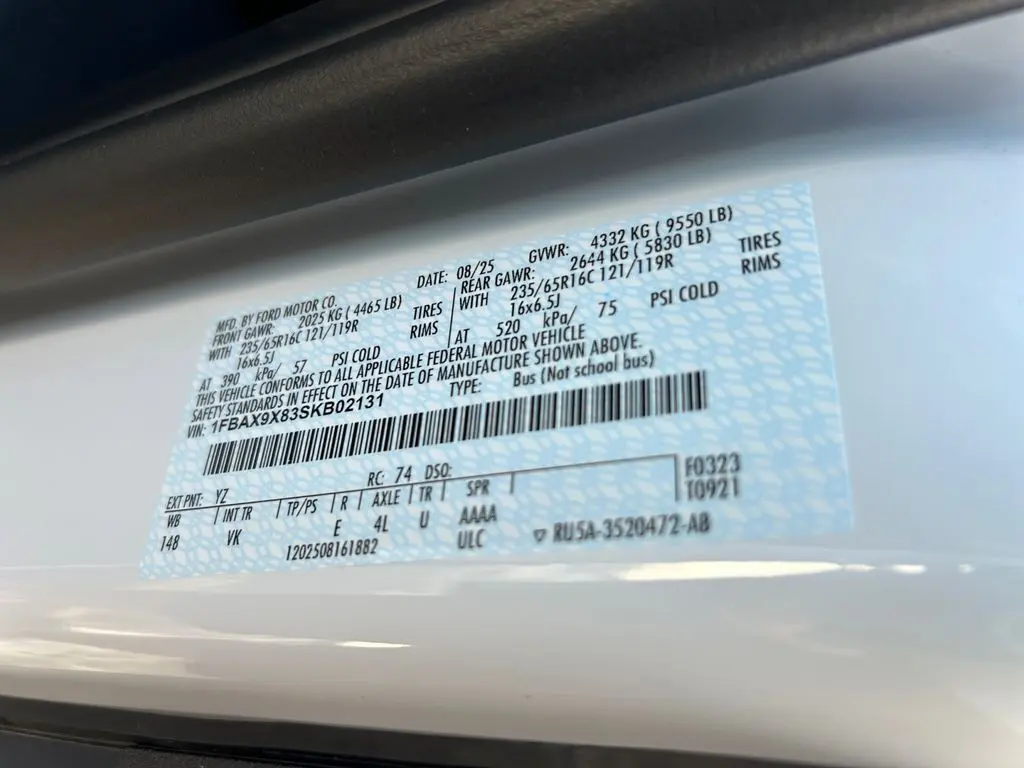 MFD. BY FORD MOTOR CO. DATE: 08/25 GVWR: 4332 KG ( 9550 LB)
FRONT GAWR: 2025 KG ( 4465 LB) REAR GAWR: 2644 KG ( 5830 LB)
WITH 235/65R16C 121/119R TIRES WITH 235/65R16C 121/119R TIRES
16x6.5J RIMS 16x6.5J RIMS
AT 390 kPa/ 57 PSI COLD AT 520 kPa/ 75 PSI COLD
THIS VEHICLE CONFORMS TO ALL APPLICABLE FEDERAL MOTOR VEHICLE
SAFETY STANDARDS IN EFFECT ON THE DATE OF MANUFACTURE SHOWN ABOVE.
VIN: 1FBAX9X83SKB02131 TYPE: Bus (Not school bus)
EXT PNT: YZ RC: 74 DSO: F0323
WB INT TR TP/PS R AXLE TR SPR T0921
148 VK E 4L U AAAA
1202508161882 ULC ▽ RU5A-3520472-AB